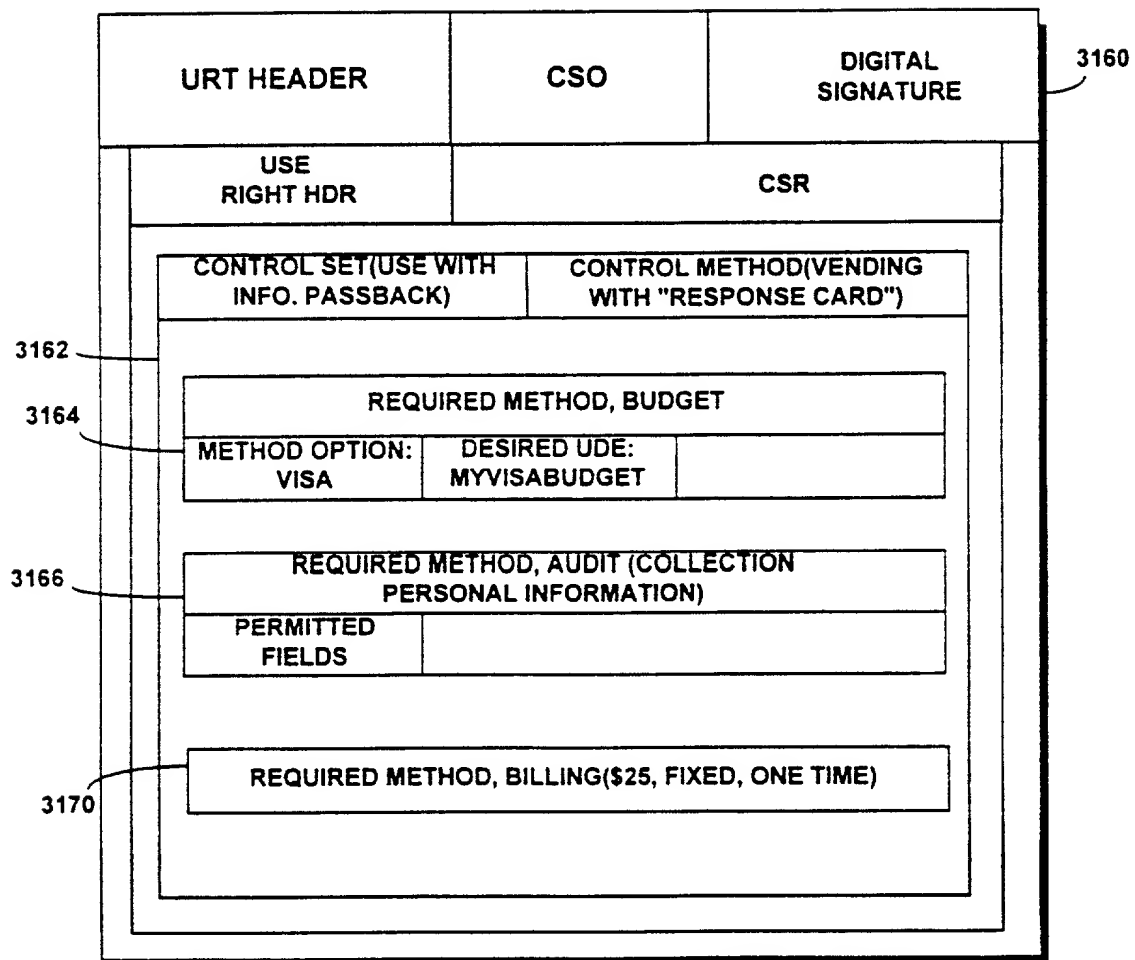 URT HEADER
CSO
DIGITAL
SIGNATURE
3160
USE
RIGHT HDR
CSR
CONTROL SET(USE WITH
INFO. PASSBACK)
CONTROL METHOD(VENDING
WITH "RESPONSE CARD")
3162
REQUIRED METHOD, BUDGET
3164
METHOD OPTION:
VISA
DESIRED UDE:
MYVISABUDGET
REQUIRED METHOD, AUDIT (COLLECTION
PERSONAL INFORMATION)
3166
PERMITTED
FIELDS
REQUIRED METHOD, BILLING($25, FIXED, ONE TIME)
3170